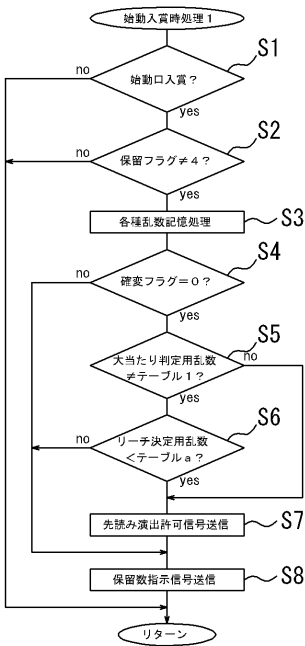 始動入賞時処理1
S1
no
始動口入賞?
yes
S2
no
保留フラグ≠4?
yes
S3
各種乱数記憶処理
S4
no
確変フラグ=0?
yes
S5
大当たり判定用乱数
≠テーブル1?
no
yes
S6
no
リーチ決定用乱数
<テーブルa?
yes
S7
先読み演出許可信号送信
S8
保留数指示信号送信
リターン